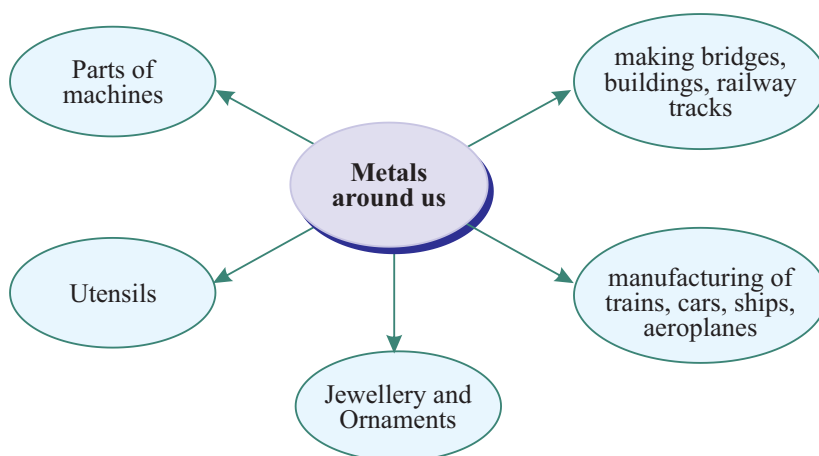 Parts of
machines
making bridges,
buildings, railway
tracks
Metals
around us
Utensils
manufacturing of
trains, cars, ships,
aeroplanes
Jewellery and
Ornaments